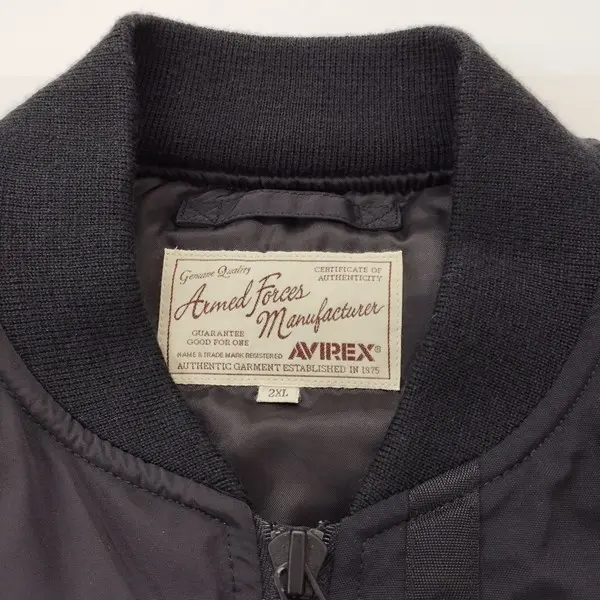 Genuine Quality
CERTIFICATE OF
AUTHENTICITY
Armed Forces
Manufacturer
GUARANTEE
GOOD FOR ONE
NAME & TRADE MARK REGISTERED
AVIREX®
AUTHENTIC GARMENT ESTABLISHED IN 1975
2XL